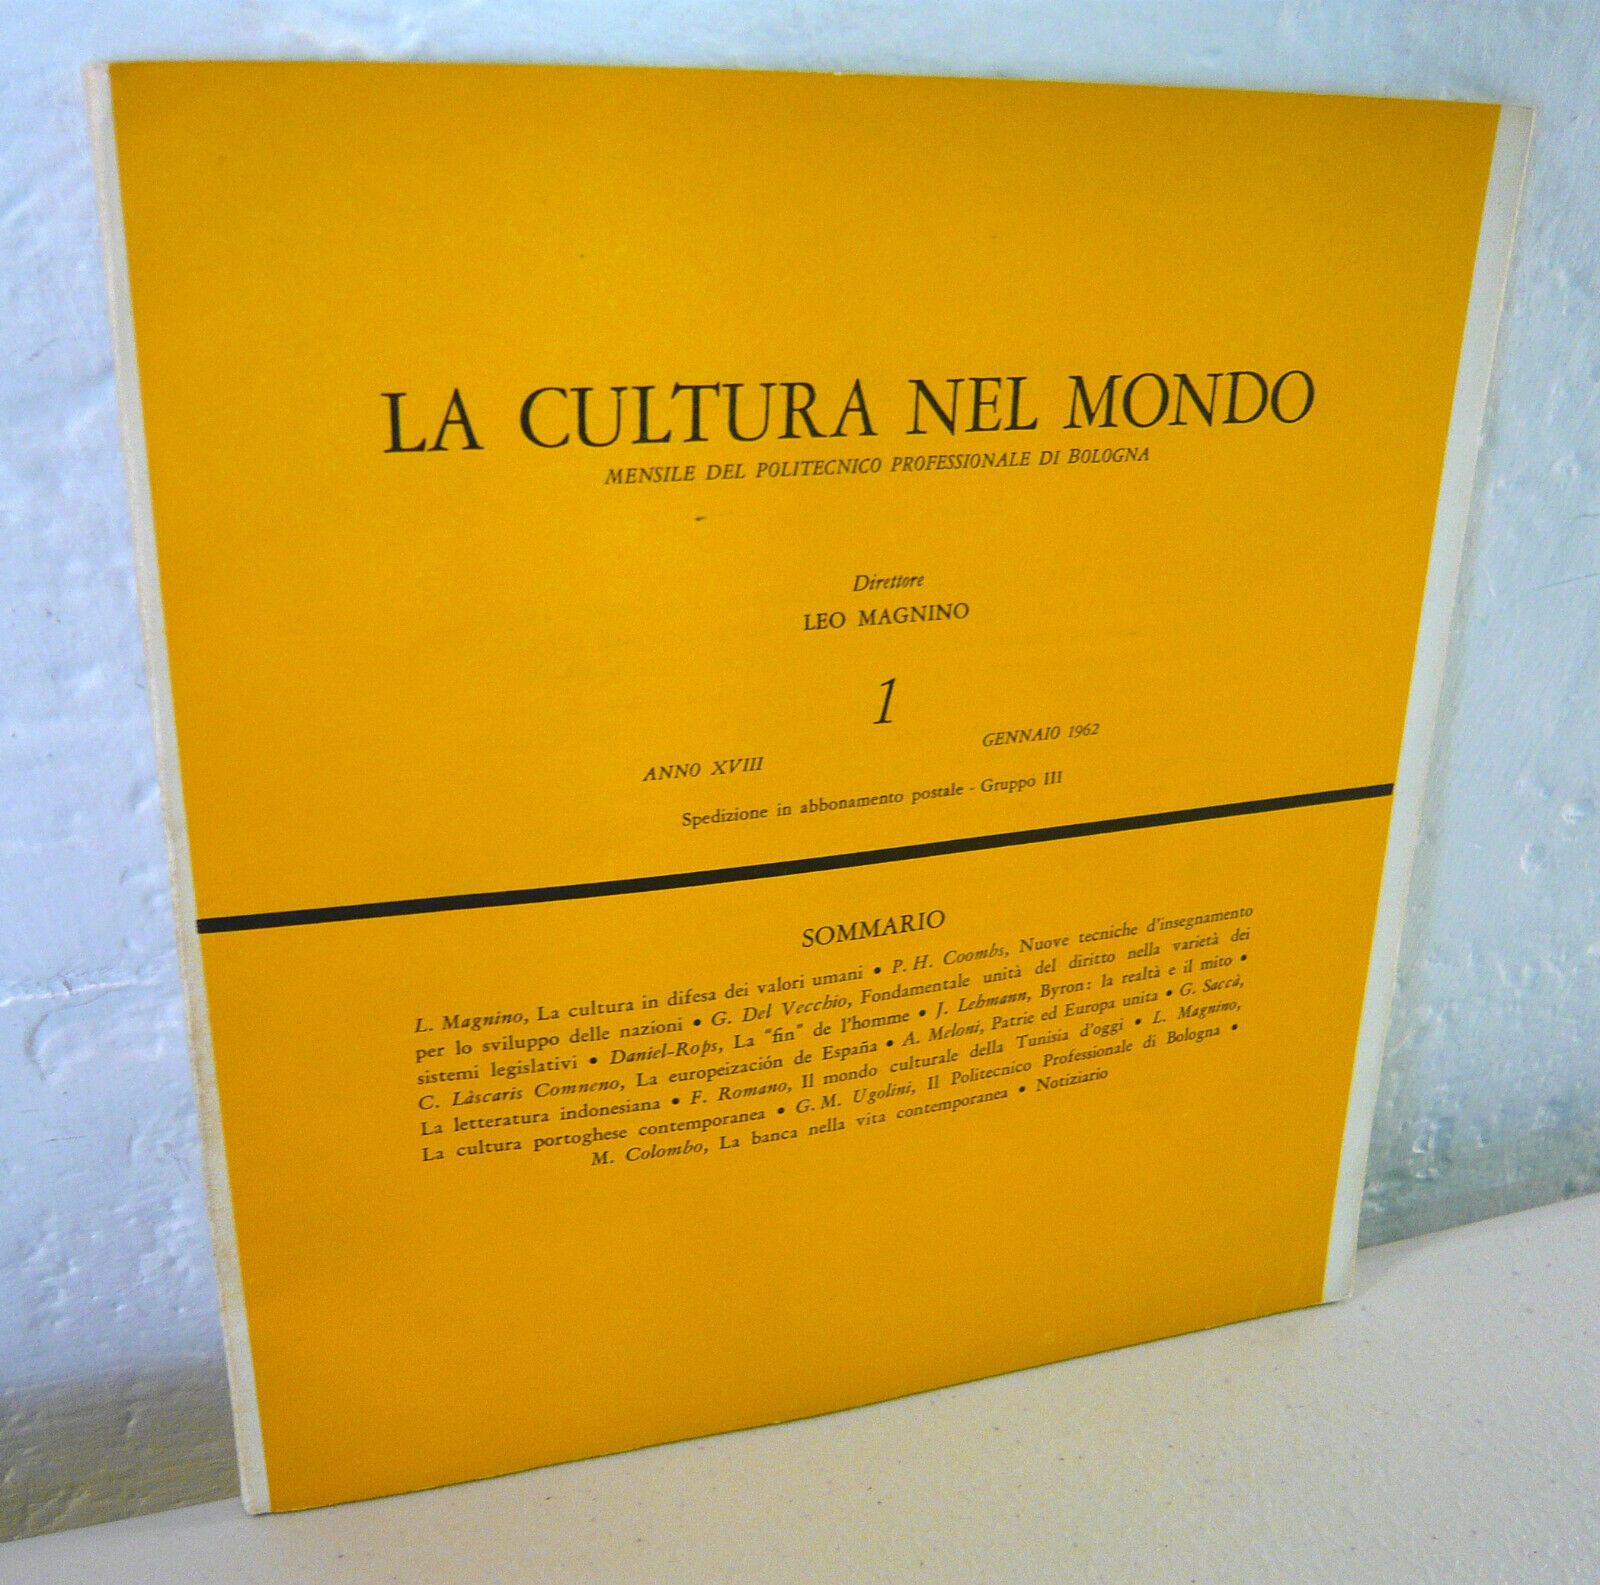 LA CULTURA NEL MONDO
MENSILE DEL POLITECNICO PROFESSIONALE DI BOLOGNA
Direttore
LEO MAGNINO
1
ANNO XVIII GENNAIO 1962
Spedizione in abbonamento postale - Gruppo III
SOMMARIO
L. Magnino, La cultura in difesa dei valori umani • P. H. Coombs, Nuove tecniche d'insegnamento
per lo sviluppo delle nazioni • G. Del Vecchio, Fondamentale unità del diritto nella varietà dei
sistemi legislativi • Daniel-Rops, La "fin" de l'homme • J. Lehmann, Byron: la realtà e il mito •
C. Làscaris Comneno, La europeización de España • A. Meloni, Patrie ed Europa unita • G. Saccà,
La letteratura indonesiana • F. Romano, Il mondo culturale della Tunisia d'oggi • L. Magnino,
La cultura portoghese contemporanea • G. M. Ugolini, Il Politecnico Professionale di Bologna •
M. Colombo, La banca nella vita contemporanea • Notiziario